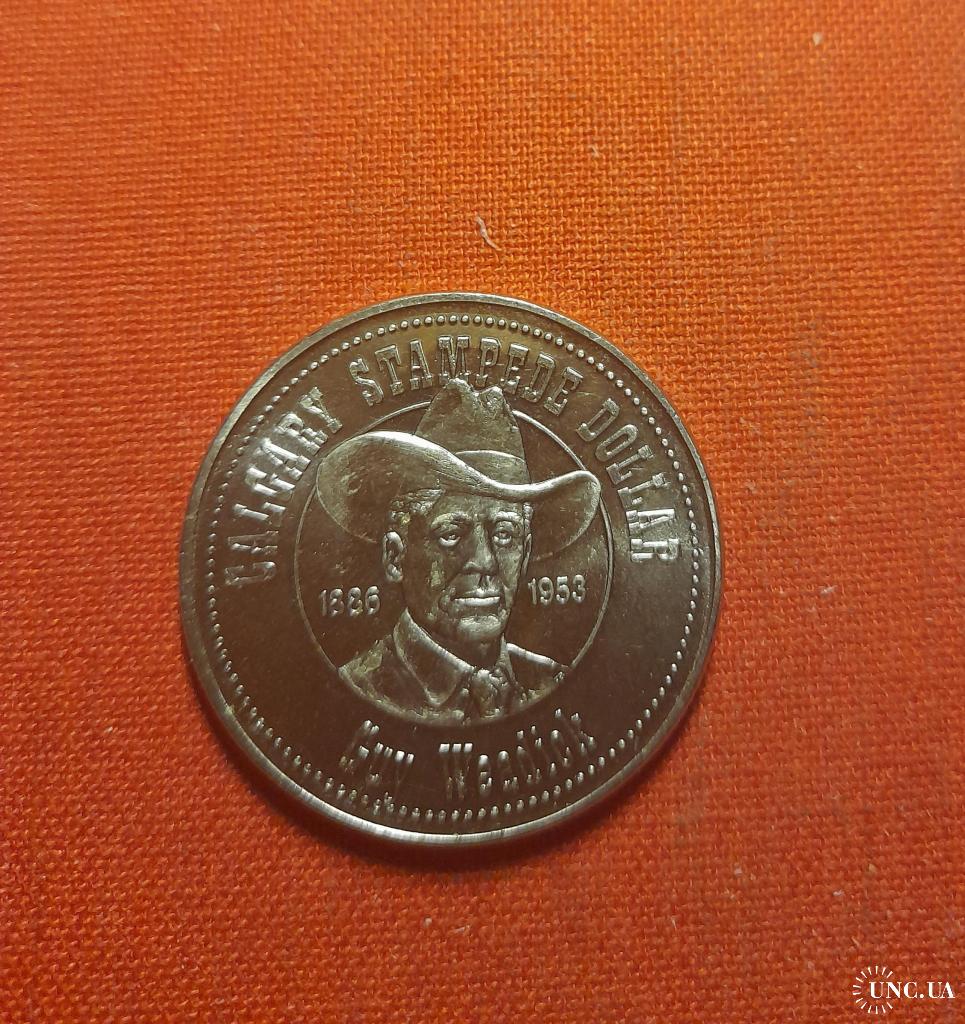 CALGARY STAMPEDE DOLLAR
1886 1953
Guy Weadick
UNC.UA